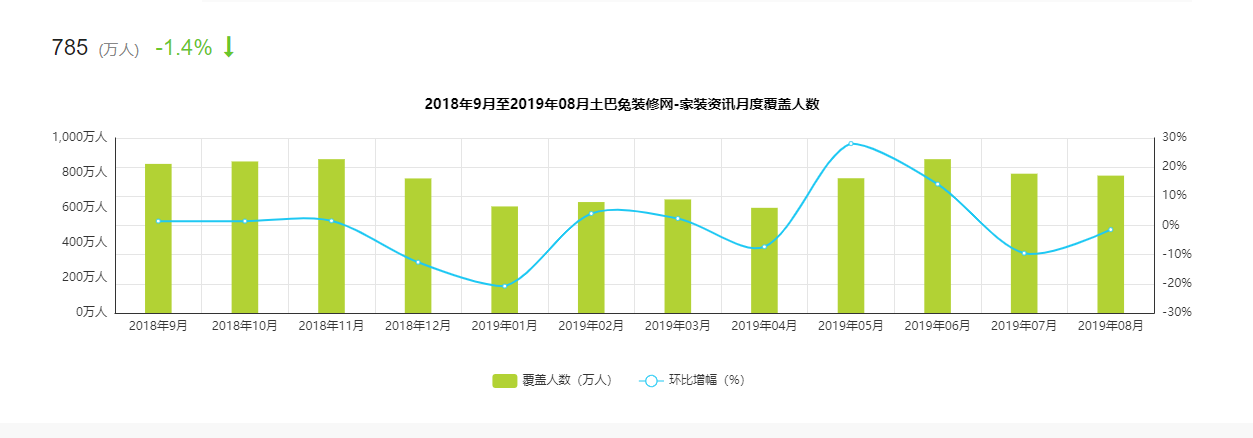 785 (万人) -1.4%
2018年9月至2019年08月土巴兔装修网-家装资讯月度覆盖人数
1,000万人 30%
800万人 20%
600万人 10%
400万人 0%
200万人 -10%
0万人 -20%
-30%
2018年9月 2018年10月 2018年11月 2018年12月 2019年01月 2019年02月 2019年03月 2019年04月 2019年05月 2019年06月 2019年07月 2019年08月
覆盖人数（万人） 环比增幅（%）